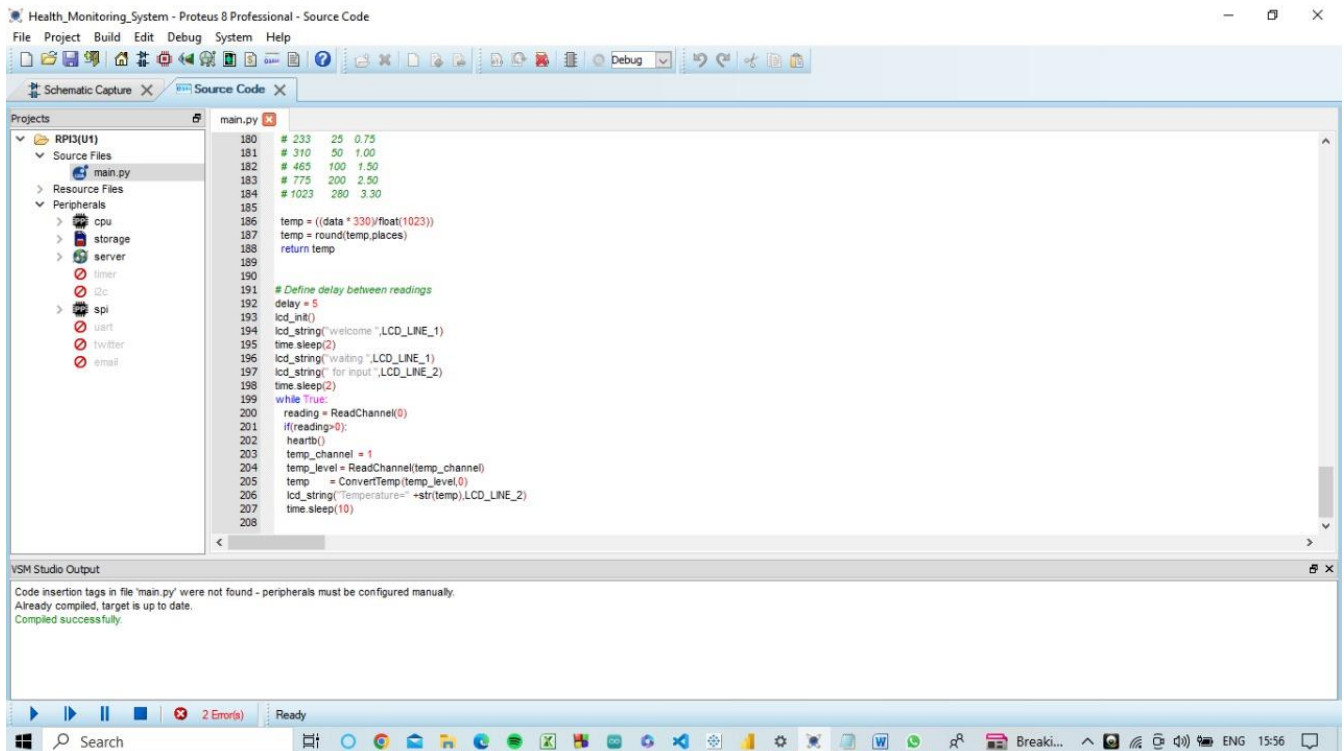 Health_Monitoring_System - Proteus 8 Professional - Source Code
File Project Build Edit Debug System Help
Debug
Schematic Capture
Source Code
Projects
RPI3(U1)
Source Files
main.py
Resource Files
Peripherals
cpu
storage
server
timer
i2c
spi
uart
twitter
email
main.py
180 # 233 25 0.75
181 # 310 50 1.00
182 # 465 100 1.50
183 # 775 200 2.50
184 # 1023 280 3.30
185
186 temp = ((data * 330)/float(1023))
187 temp = round(temp,places)
188 return temp
189
190
191 # Define delay between readings
192 delay = 5
193 lcd_init()
194 lcd_string("welcome ",LCD_LINE_1)
195 time.sleep(2)
196 lcd_string("waiting ",LCD_LINE_1)
197 lcd_string(" for input ",LCD_LINE_2)
198 time.sleep(2)
199 while True:
200 reading = ReadChannel(0)
201 if(reading>0):
202 heartb()
203 temp_channel = 1
204 temp_level = ReadChannel(temp_channel)
205 temp = ConvertTemp(temp_level,0)
206 lcd_string("Temperature=" +str(temp),LCD_LINE_2)
207 time.sleep(10)
208
VSM Studio Output
Code insertion tags in file 'main.py' were not found - peripherals must be configured manually.
Already compiled, target is up to date.
Compiled successfully.
2 Error(s) Ready
Search
Breaki...
ENG 15:56